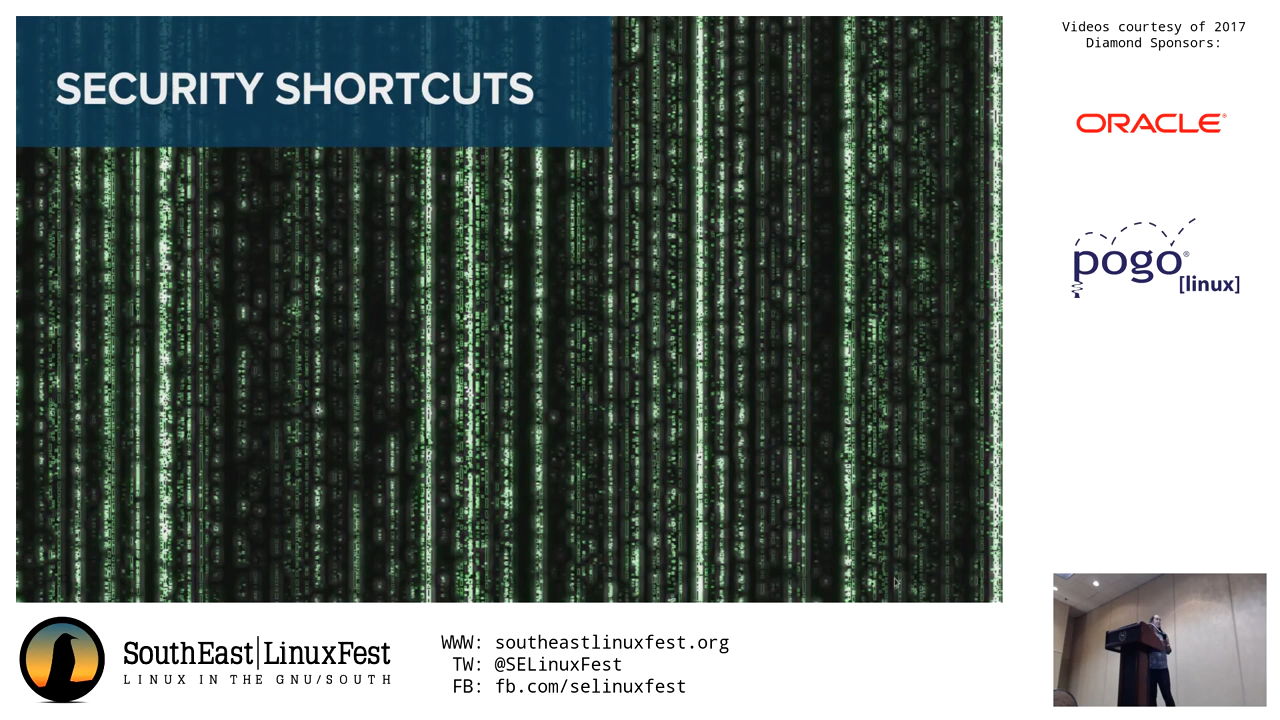 SECURITY SHORTCUTS
Videos courtesy of 2017
Diamond Sponsors:
ORACLE®
pogo®
[linux]
SouthEast|LinuxFest
LINUX IN THE GNU/SOUTH
WWW: southeastlinuxfest.org
TW: @SELinuxFest
FB: fb.com/selinuxfest